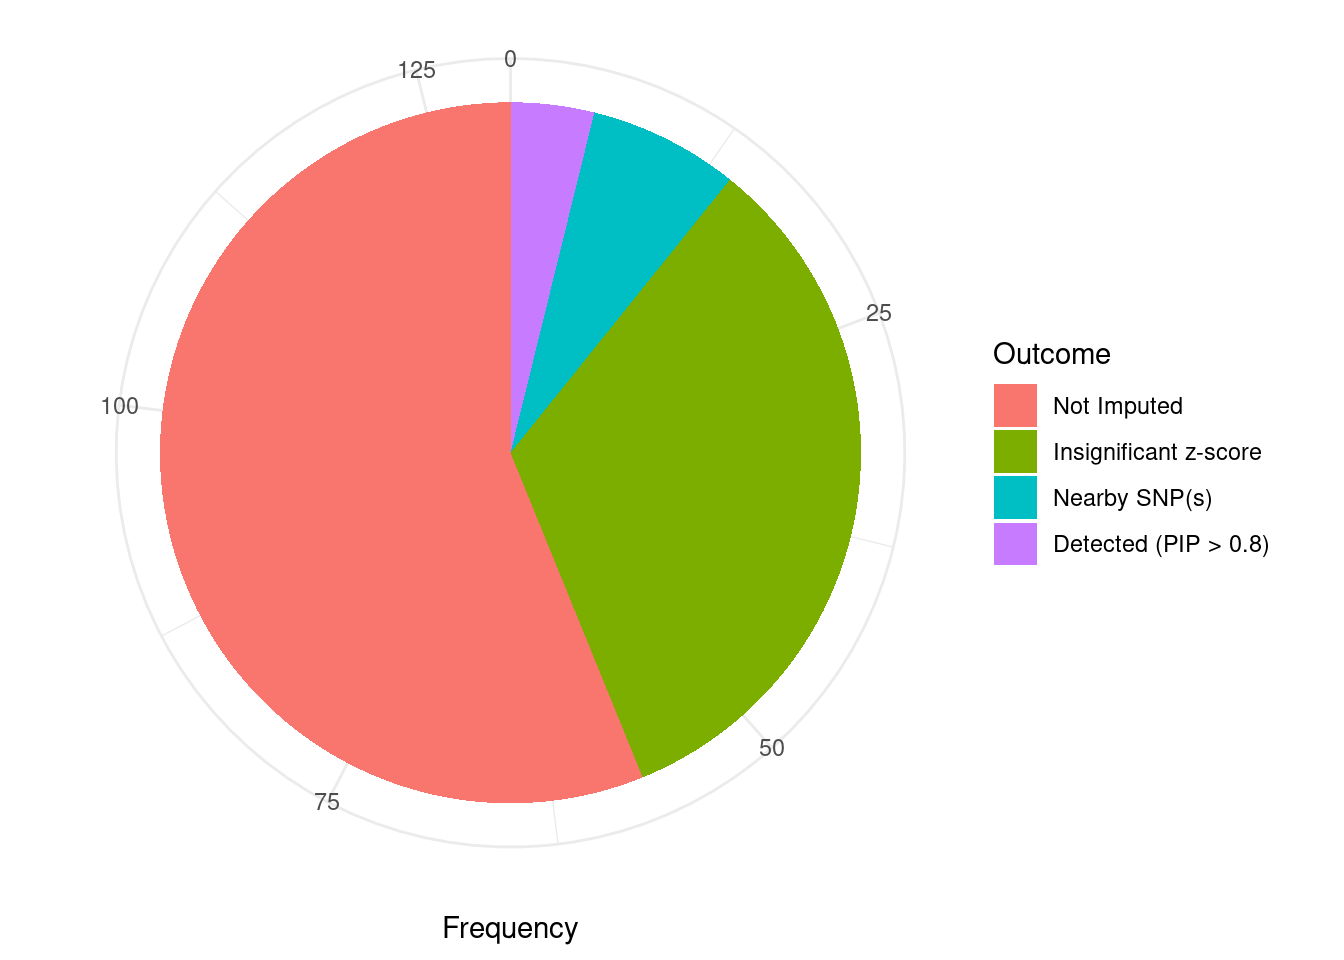 0
125
25
100
50
75
Frequency
Outcome
Not Imputed
Insignificant z-score
Nearby SNP(s)
Detected (PIP > 0.8)